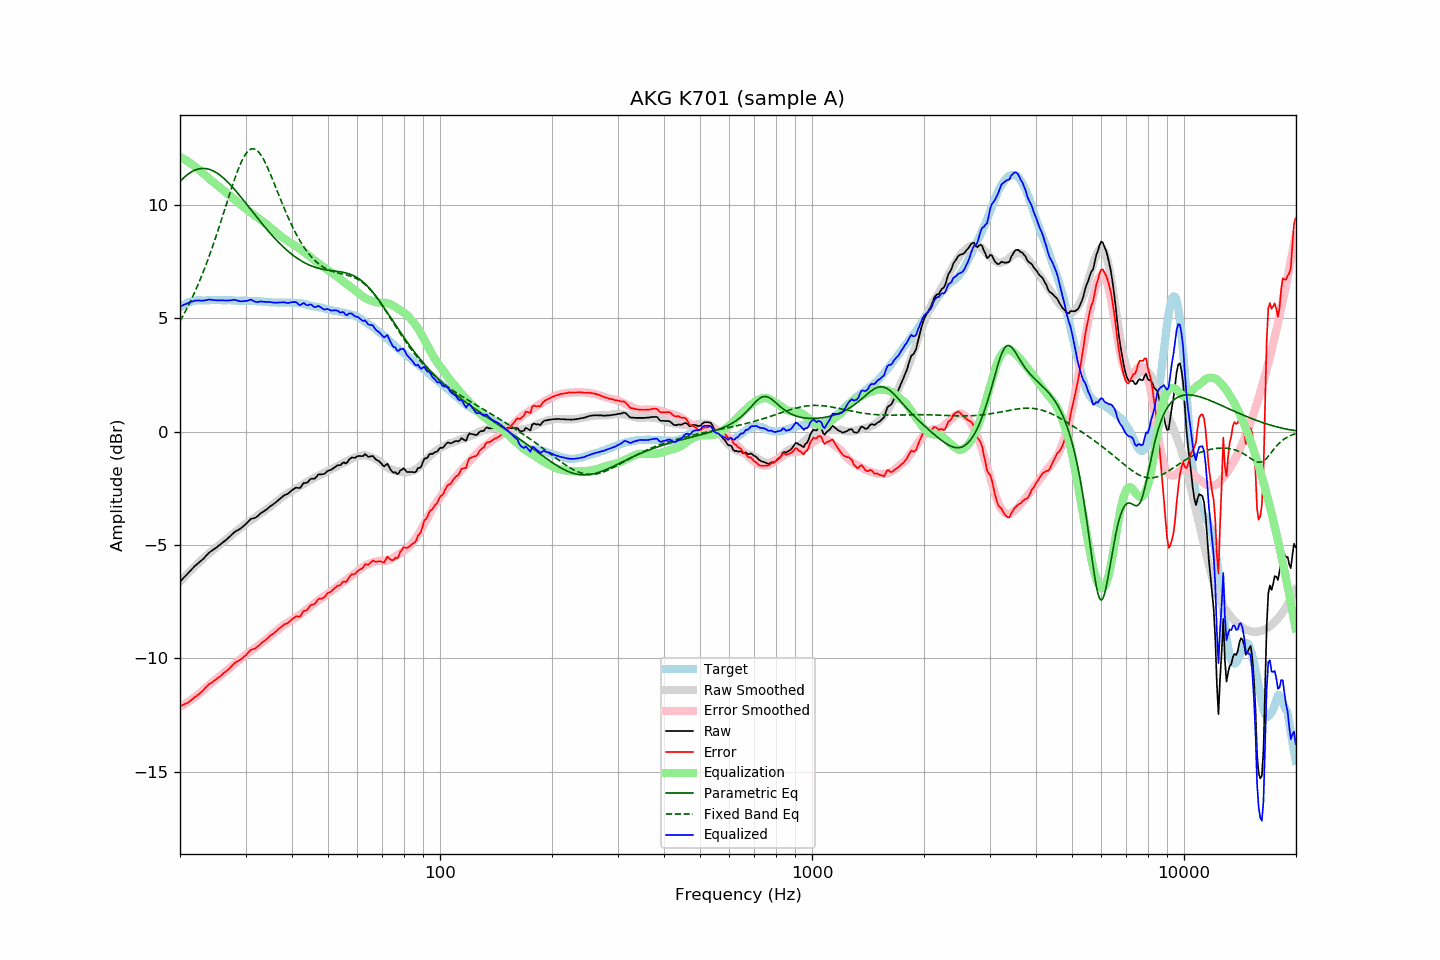 AKG K701 (sample A)
Amplitude (dBr)
10
5
0
−5
−10
−15
Target
Raw Smoothed
Error Smoothed
Raw
Error
Equalization
Parametric Eq
Fixed Band Eq
Equalized
100
1000
10000
Frequency (Hz)